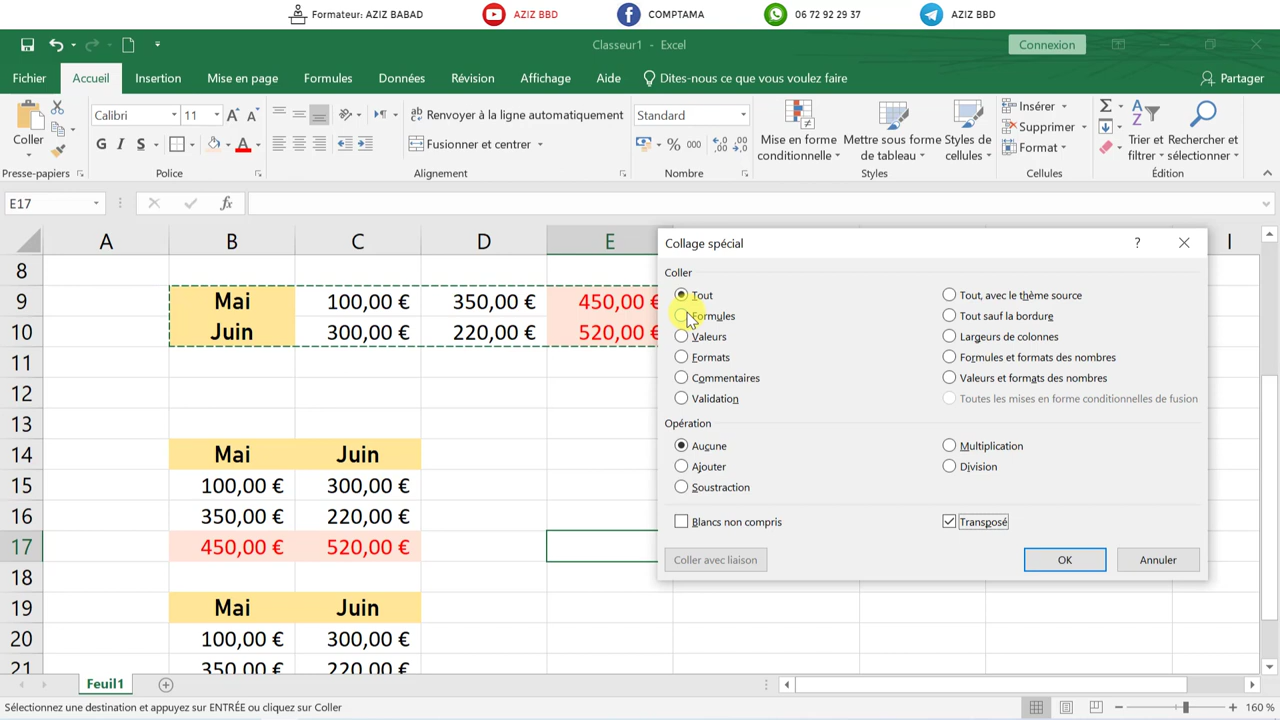 Formateur: AZIZ BABAD AZIZ BBD COMPTAMA 06 72 92 29 37 AZIZ BBD
Classeur1 - Excel Connexion
Fichier Accueil Insertion Mise en page Formules Données Révision Affichage Aide Dites-nous ce que vous voulez faire Partager
Calibri 11 Renvoyer à la ligne automatiquement Standard Insérer
Coller Mise en forme Mettre sous forme Styles de Supprimer Trier et Rechercher et
G I S Fusionner et centrer % 000 conditionnelle de tableau cellules Format filtrer sélectionner
Presse-papiers Police Alignement Nombre Styles Cellules Édition
E17 fx
A B C D E I
Collage spécial ?
8
Coller
9 Mai 100,00 € 350,00 € 450,00 €
10 Juin 300,00 € 220,00 € 520,00 €
Tout Tout, avec le thème source
Formules Tout sauf la bordure
Valeurs Largeurs de colonnes
Formats Formules et formats des nombres
Commentaires Valeurs et formats des nombres
Validation Toutes les mises en forme conditionnelles de fusion
11
12
13
Opération
Aucune Multiplication
Ajouter Division
Soustraction
Blancs non compris Transposé
Coller avec liaison OK Annuler
14 Mai Juin
15 100,00 € 300,00 €
16 350,00 € 220,00 €
17 450,00 € 520,00 €
18
19 Mai Juin
20 100,00 € 300,00 €
21 350,00 € 220,00 €
Feuil1
Sélectionnez une destination et appuyez sur ENTRÉE ou cliquez sur Coller 160 %